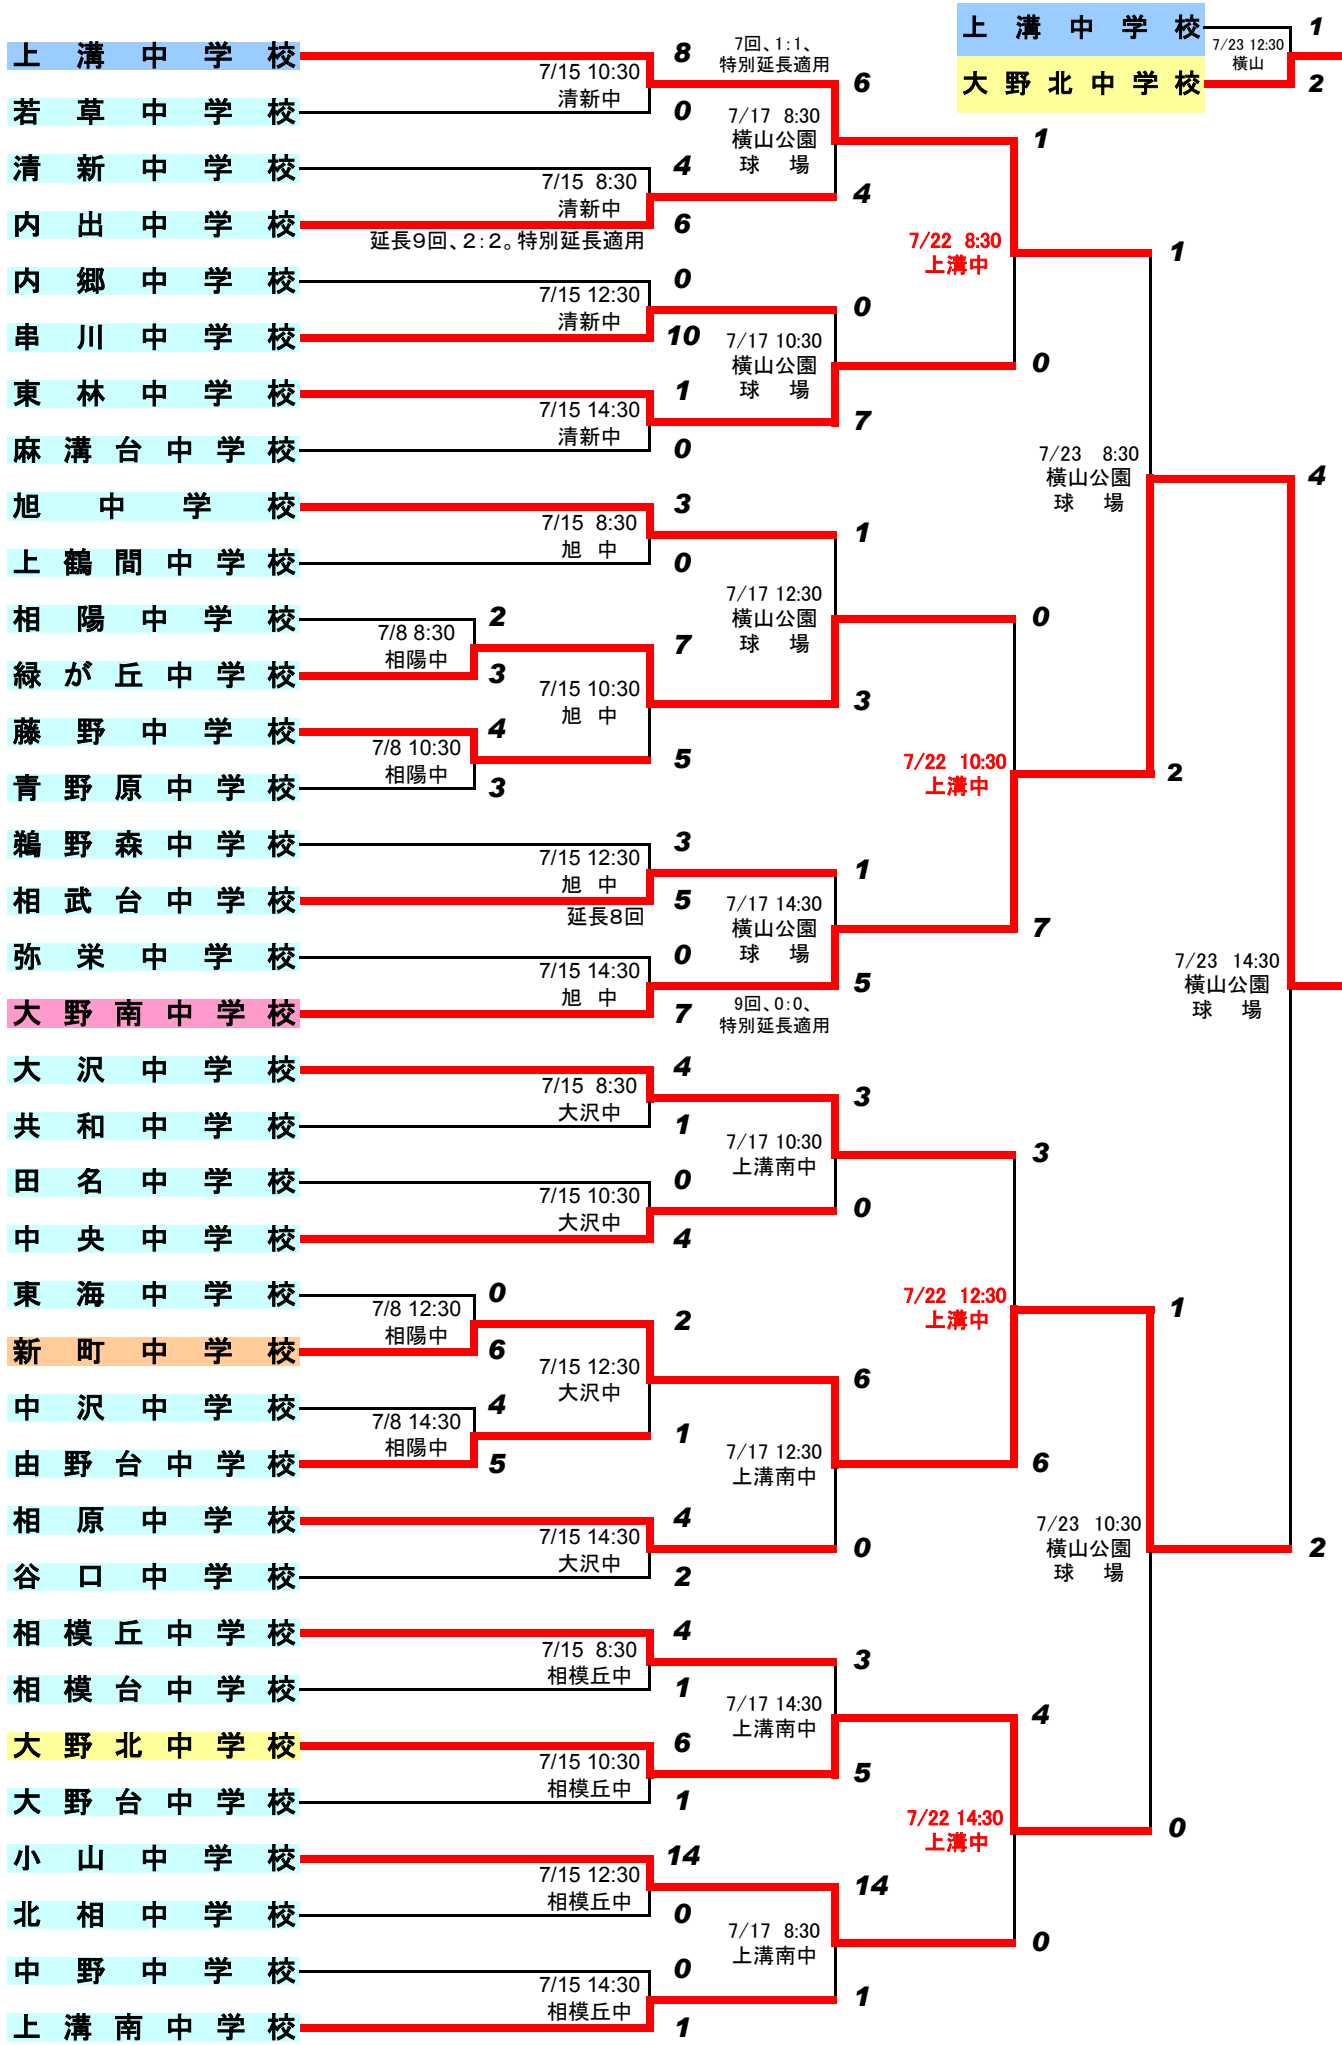 上溝中学校
1
7/23 12:30
横山
大野北中学校
2
上溝中学校
8
7回、1:1、
特別延長適用
7/15 10:30
清新中
6
若草中学校
0
7/17 8:30
横山公園
球場
1
清新中学校
4
7/15 8:30
清新中
4
内出中学校
6
延長9回、2:2。特別延長適用
7/22 8:30
上溝中
1
内郷中学校
0
7/15 12:30
清新中
0
串川中学校
10
7/17 10:30
横山公園
球場
0
東林中学校
1
7/15 14:30
清新中
7
麻溝台中学校
0
7/23 8:30
横山公園
球場
4
旭中学校
3
7/15 8:30
旭中
1
上鶴間中学校
0
7/17 12:30
横山公園
球場
0
相陽中学校
2
7/8 8:30
相陽中
7
緑が丘中学校
3
7/15 10:30
旭中
3
藤野中学校
4
7/8 10:30
相陽中
5
7/22 10:30
上溝中
2
青野原中学校
3
鵜野森中学校
3
7/15 12:30
旭中
1
相武台中学校
5
延長8回
7/17 14:30
横山公園
球場
7
弥栄中学校
0
7/15 14:30
旭中
5
7/23 14:30
横山公園
球場
大野南中学校
7
9回、0:0、
特別延長適用
大沢中学校
4
7/15 8:30
大沢中
3
共和中学校
1
7/17 10:30
上溝南中
3
田名中学校
0
7/15 10:30
大沢中
0
中央中学校
4
東海中学校
0
7/8 12:30
相陽中
2
7/22 12:30
上溝中
1
新町中学校
6
7/15 12:30
大沢中
6
中沢中学校
4
7/8 14:30
相陽中
1
7/17 12:30
上溝南中
6
由野台中学校
5
相原中学校
4
7/15 14:30
大沢中
0
7/23 10:30
横山公園
球場
2
谷口中学校
2
相模丘中学校
4
7/15 8:30
相模丘中
3
相模台中学校
1
7/17 14:30
上溝南中
4
大野北中学校
6
7/15 10:30
相模丘中
5
大野台中学校
1
7/22 14:30
上溝中
0
小山中学校
14
7/15 12:30
相模丘中
14
北相中学校
0
7/17 8:30
上溝南中
0
中野中学校
0
7/15 14:30
相模丘中
1
上溝南中学校
1